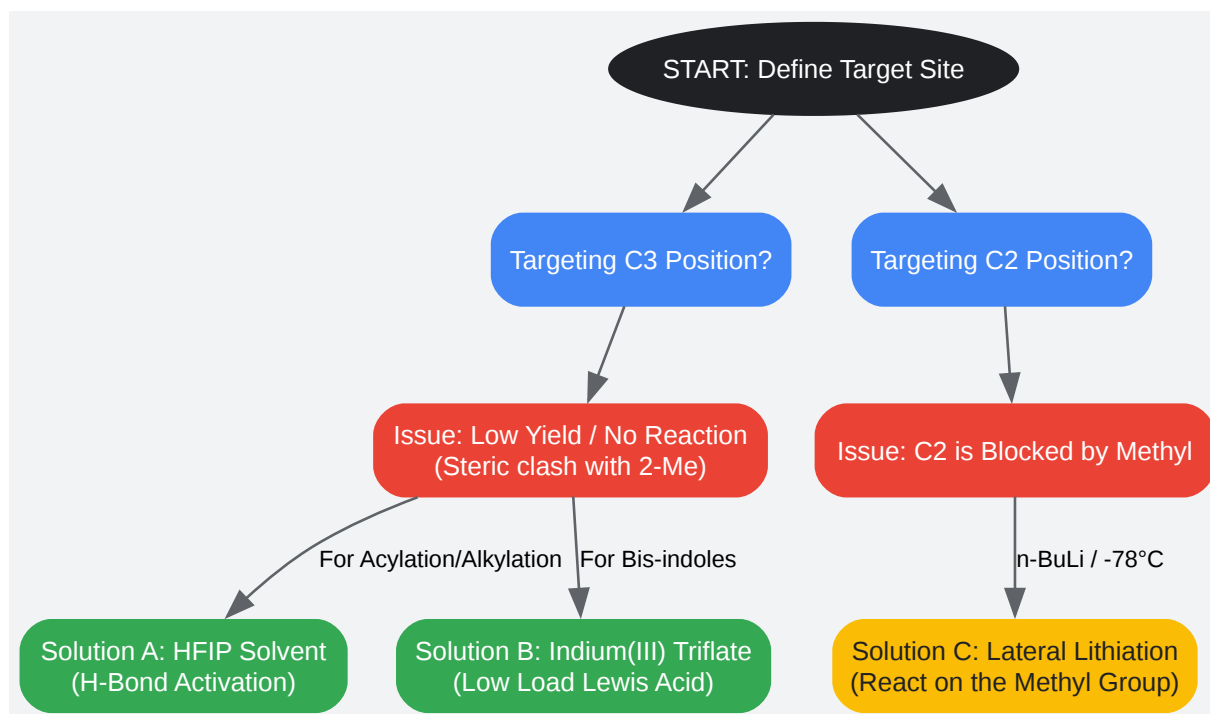 START: Define Target Site
Targeting C3 Position?
Targeting C2 Position?
Issue: Low Yield / No Reaction
(Steric clash with 2-Me)
Issue: C2 is Blocked by Methyl
For Acylation/Alkylation
For Bis-indoles
n-BuLi / -78°C
Solution A: HFIP Solvent
(H-Bond Activation)
Solution B: Indium(III) Triflate
(Low Load Lewis Acid)
Solution C: Lateral Lithiation
(React on the Methyl Group)